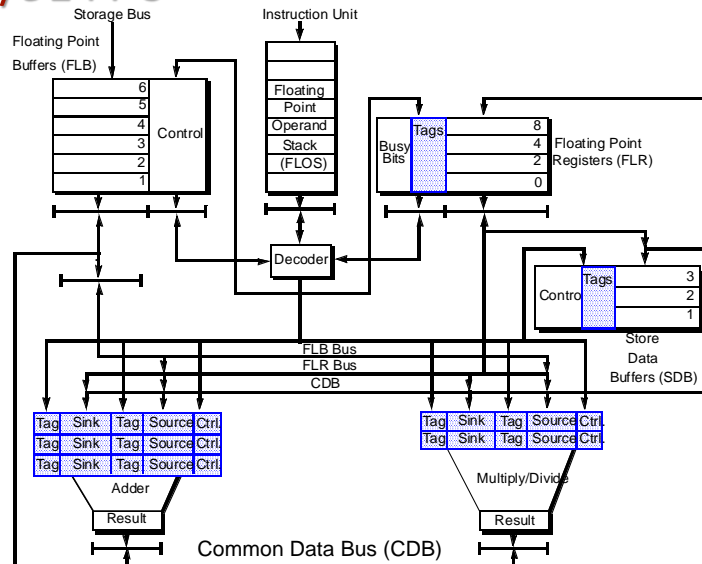 Storage Bus
Instruction Unit
Floating Point
Buffers (FLB)
6
5
4
3
2
1
Control
Floating
Point
Operand
Stack
(FLOS)
Busy
Bits
Tags
8
4
2
0
Floating Point
Registers (FLR)
Decoder
Contro
Tags
3
2
1
Store
Data
Buffers (SDB)
FLB Bus
FLR Bus
CDB
Tag Sink Tag Source Ctrl.
Tag Sink Tag Source Ctrl.
Tag Sink Tag Source Ctrl.
Adder
Result
Tag Sink Tag Source Ctrl.
Tag Sink Tag Source Ctrl.
Multiply/Divide
Result
Common Data Bus (CDB)